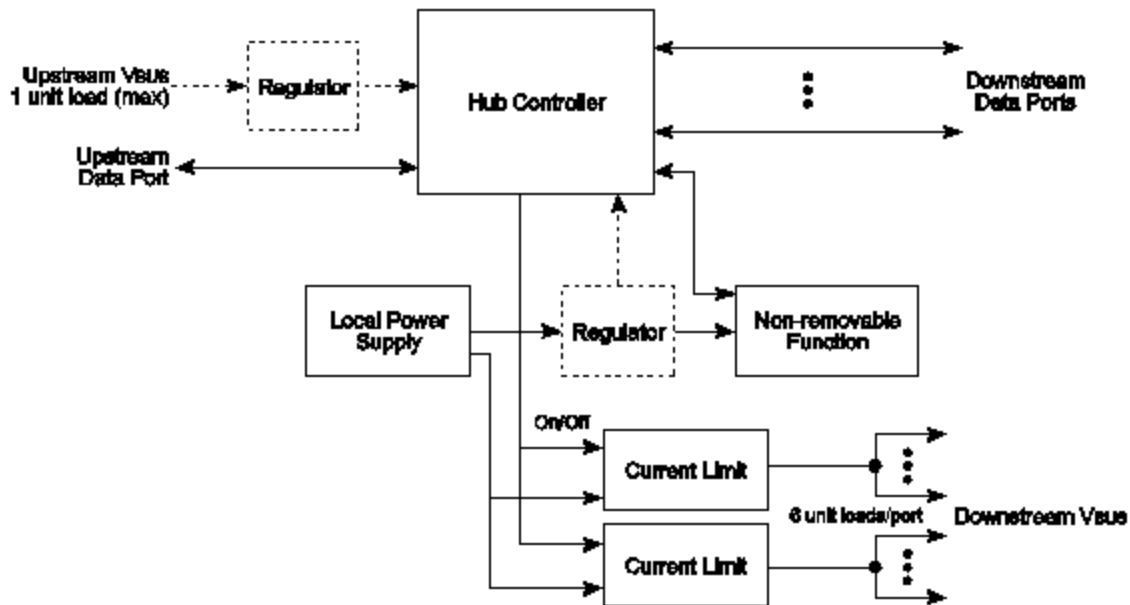 Upstream VBUS
1 unit load (max)
Regulator
Hub Controller
Downstream
Data Ports
Upstream
Data Port
Local Power
Supply
Regulator
Non-removable
Function
On/Off
Current Limit
6 unit loads/port
Downstream VBUS
Current Limit